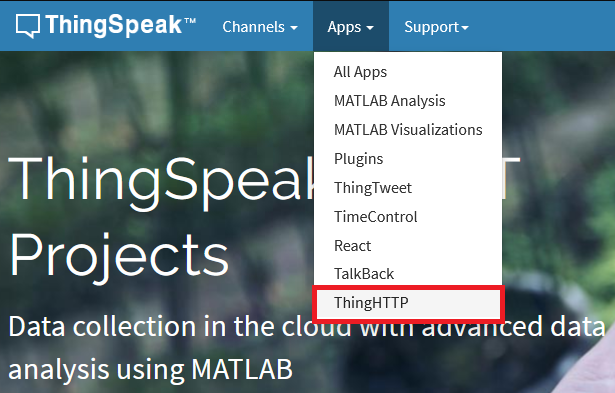 ThingSpeak™ Channels Apps Support
All Apps
MATLAB Analysis
MATLAB Visualizations
Plugins
ThingTweet
TimeControl
React
TalkBack
ThingHTTP
ThingSpeak T
Projects
Data collection in the cloud with advanced data
analysis using MATLAB